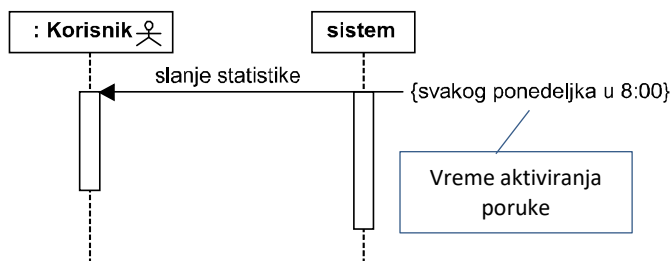 : Korisnik
sistem
slanje statistike
{svakog ponedeljka u 8:00}
Vreme aktiviranja
poruke